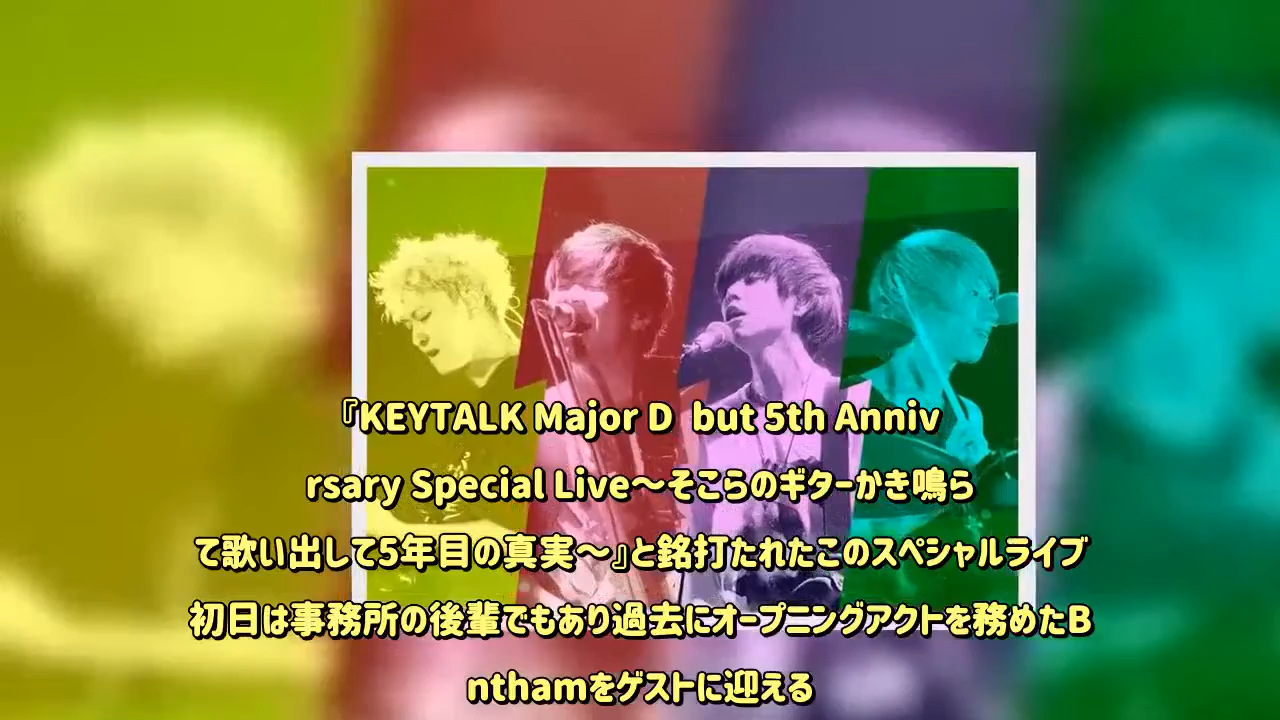 『KEYTALK Major D but 5th Anniv
rsary Special Live～そこらのギターかき鳴ら
て歌い出して5年目の真実～』と銘打たれたこのスペシャルライブ
初日は事務所の後輩でもあり過去にオープニングアクトを務めたB
nthamをゲストに迎える